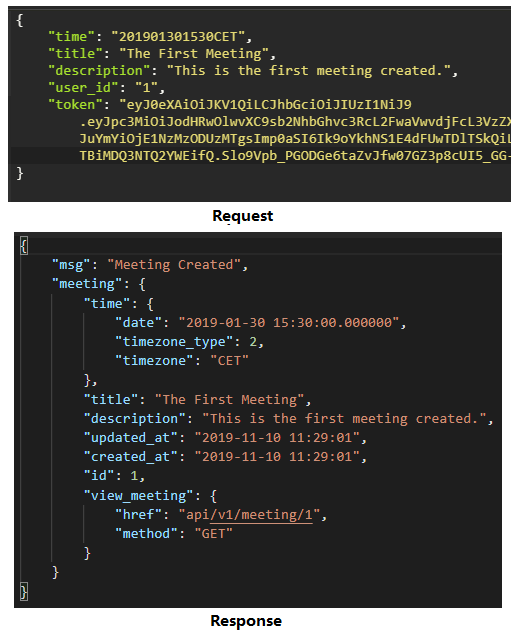 {
"time": "201901301530CET",
"title": "The First Meeting",
"description": "This is the first meeting created.",
"user_id": "1",
"token": "eyJ0eXAiOiJKV1QiLCJhbGciOiJIUzI1NiJ9
.eyJpc3MiOiJodHRwOlwvXC9sb2NhbGhvc3RcL2FwaVwvdjFcL3VzZX
JuYmYiOjE1NzMzODUzMTgsImp0aSI6Ik9oYkhNS1E4dFUwTDlTSkQiL
TBiMDQ3NTQ2YWEifQ.Slo9Vpb_PGODGe6taZvJfw07GZ3p8cUI5_GG-
}
Request
{
"msg": "Meeting Created",
"meeting": {
"time": {
"date": "2019-01-30 15:30:00.000000",
"timezone_type": 2,
"timezone": "CET"
},
"title": "The First Meeting",
"description": "This is the first meeting created.",
"updated_at": "2019-11-10 11:29:01",
"created_at": "2019-11-10 11:29:01",
"id": 1,
"view_meeting": {
"href": "api/v1/meeting/1",
"method": "GET"
}
}
}
Response